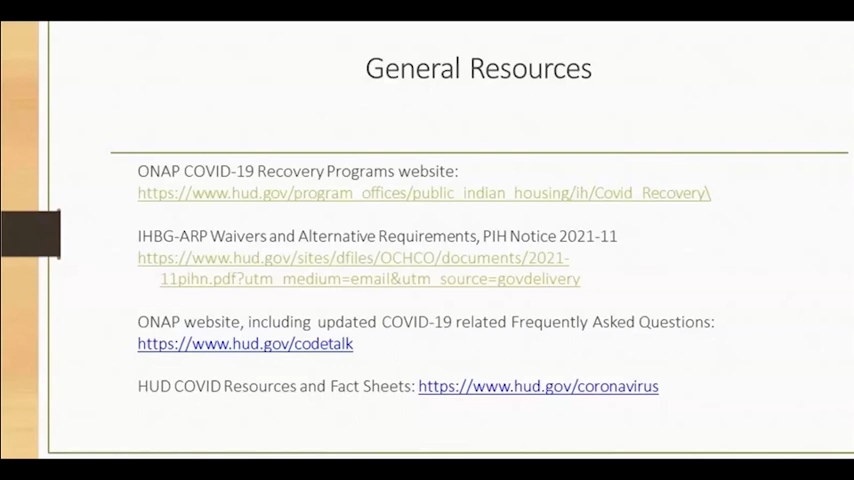 General Resources
ONAP COVID-19 Recovery Programs website:
https://www.hud.gov/program_offices/public_indian_housing/ih/Covid_Recovery\
IHBG-ARP Waivers and Alternative Requirements, PIH Notice 2021-11
https://www.hud.gov/sites/dfiles/OCHCO/documents/2021-
11pihn.pdf?utm_medium=email&utm_source=govdelivery
ONAP website, including updated COVID-19 related Frequently Asked Questions:
https://www.hud.gov/codetalk
HUD COVID Resources and Fact Sheets: https://www.hud.gov/coronavirus